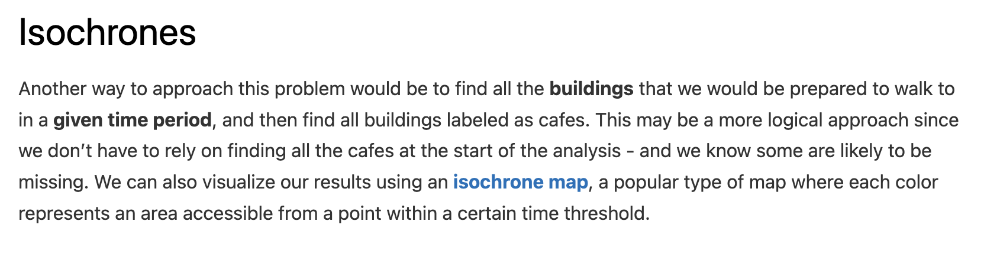 Isochrones
Another way to approach this problem would be to find all the buildings that we would be prepared to walk to
in a given time period, and then find all buildings labeled as cafes. This may be a more logical approach since
we don’t have to rely on finding all the cafes at the start of the analysis - and we know some are likely to be
missing. We can also visualize our results using an isochrone map, a popular type of map where each color
represents an area accessible from a point within a certain time threshold.